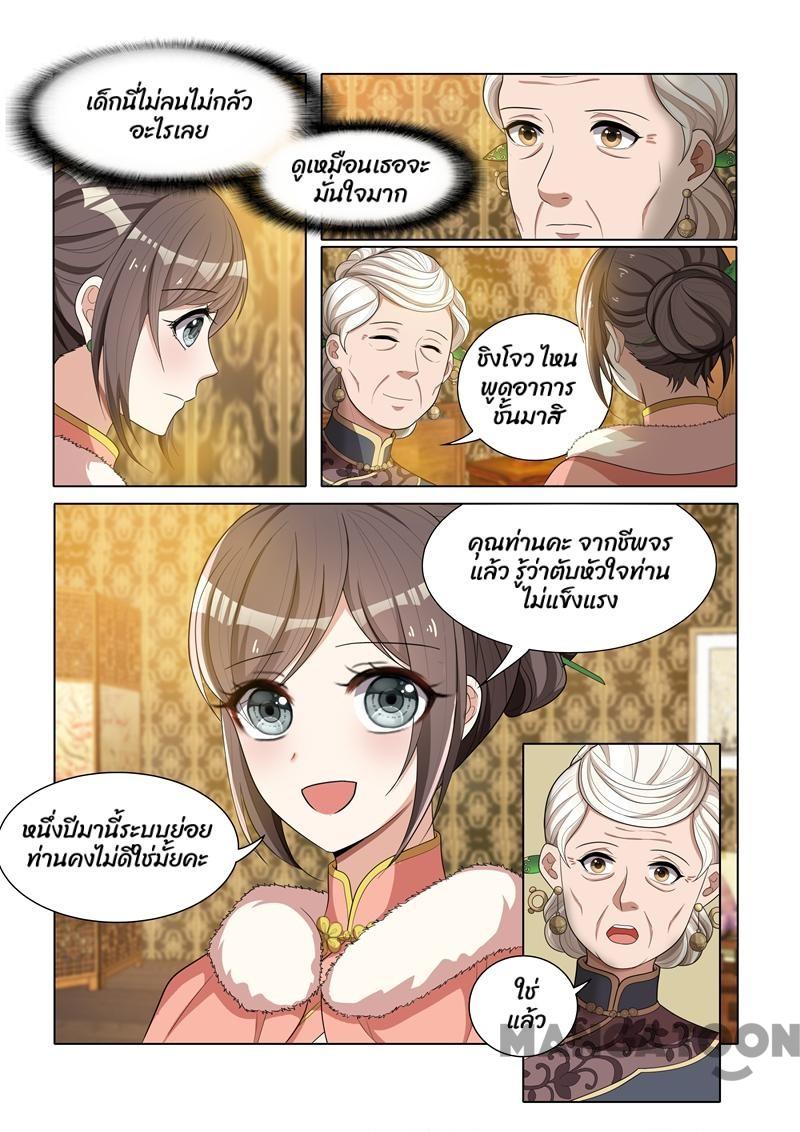 เด็กนี่ไม่ลนไม่กลัว
อะไรเลย
ดูเหมือนเธอจะ
มั่นใจมาก
ชิงโจว ไหน
พูดอาการ
ชั้นมาสิ
คุณท่านคะ จากชีพจร
แล้ว รู้ว่าตับหัวใจท่าน
ไม่แข็งแรง
หนึ่งปีมานี้ระบบย่อย
ท่านคงไม่ดีใช่มั้ยคะ
ใช่
แล้ว
MANGATOON